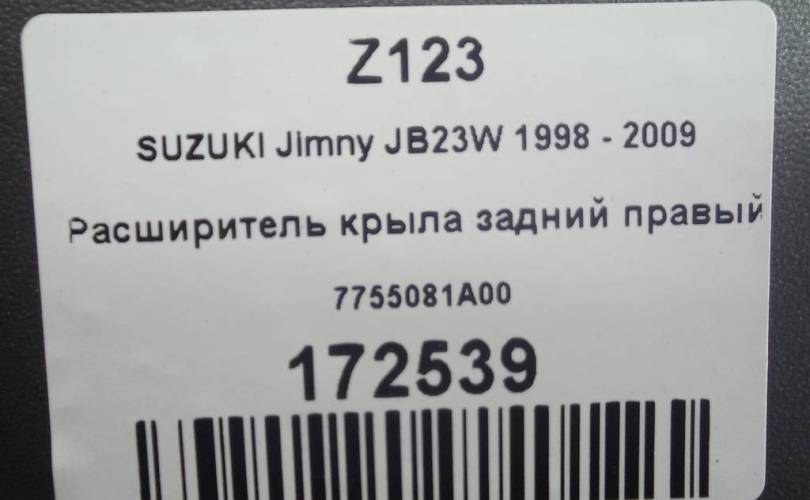 Z123
SUZUKI Jimny JB23W 1998 - 2009
Расширитель крыла задний правый
7755081A00
172539